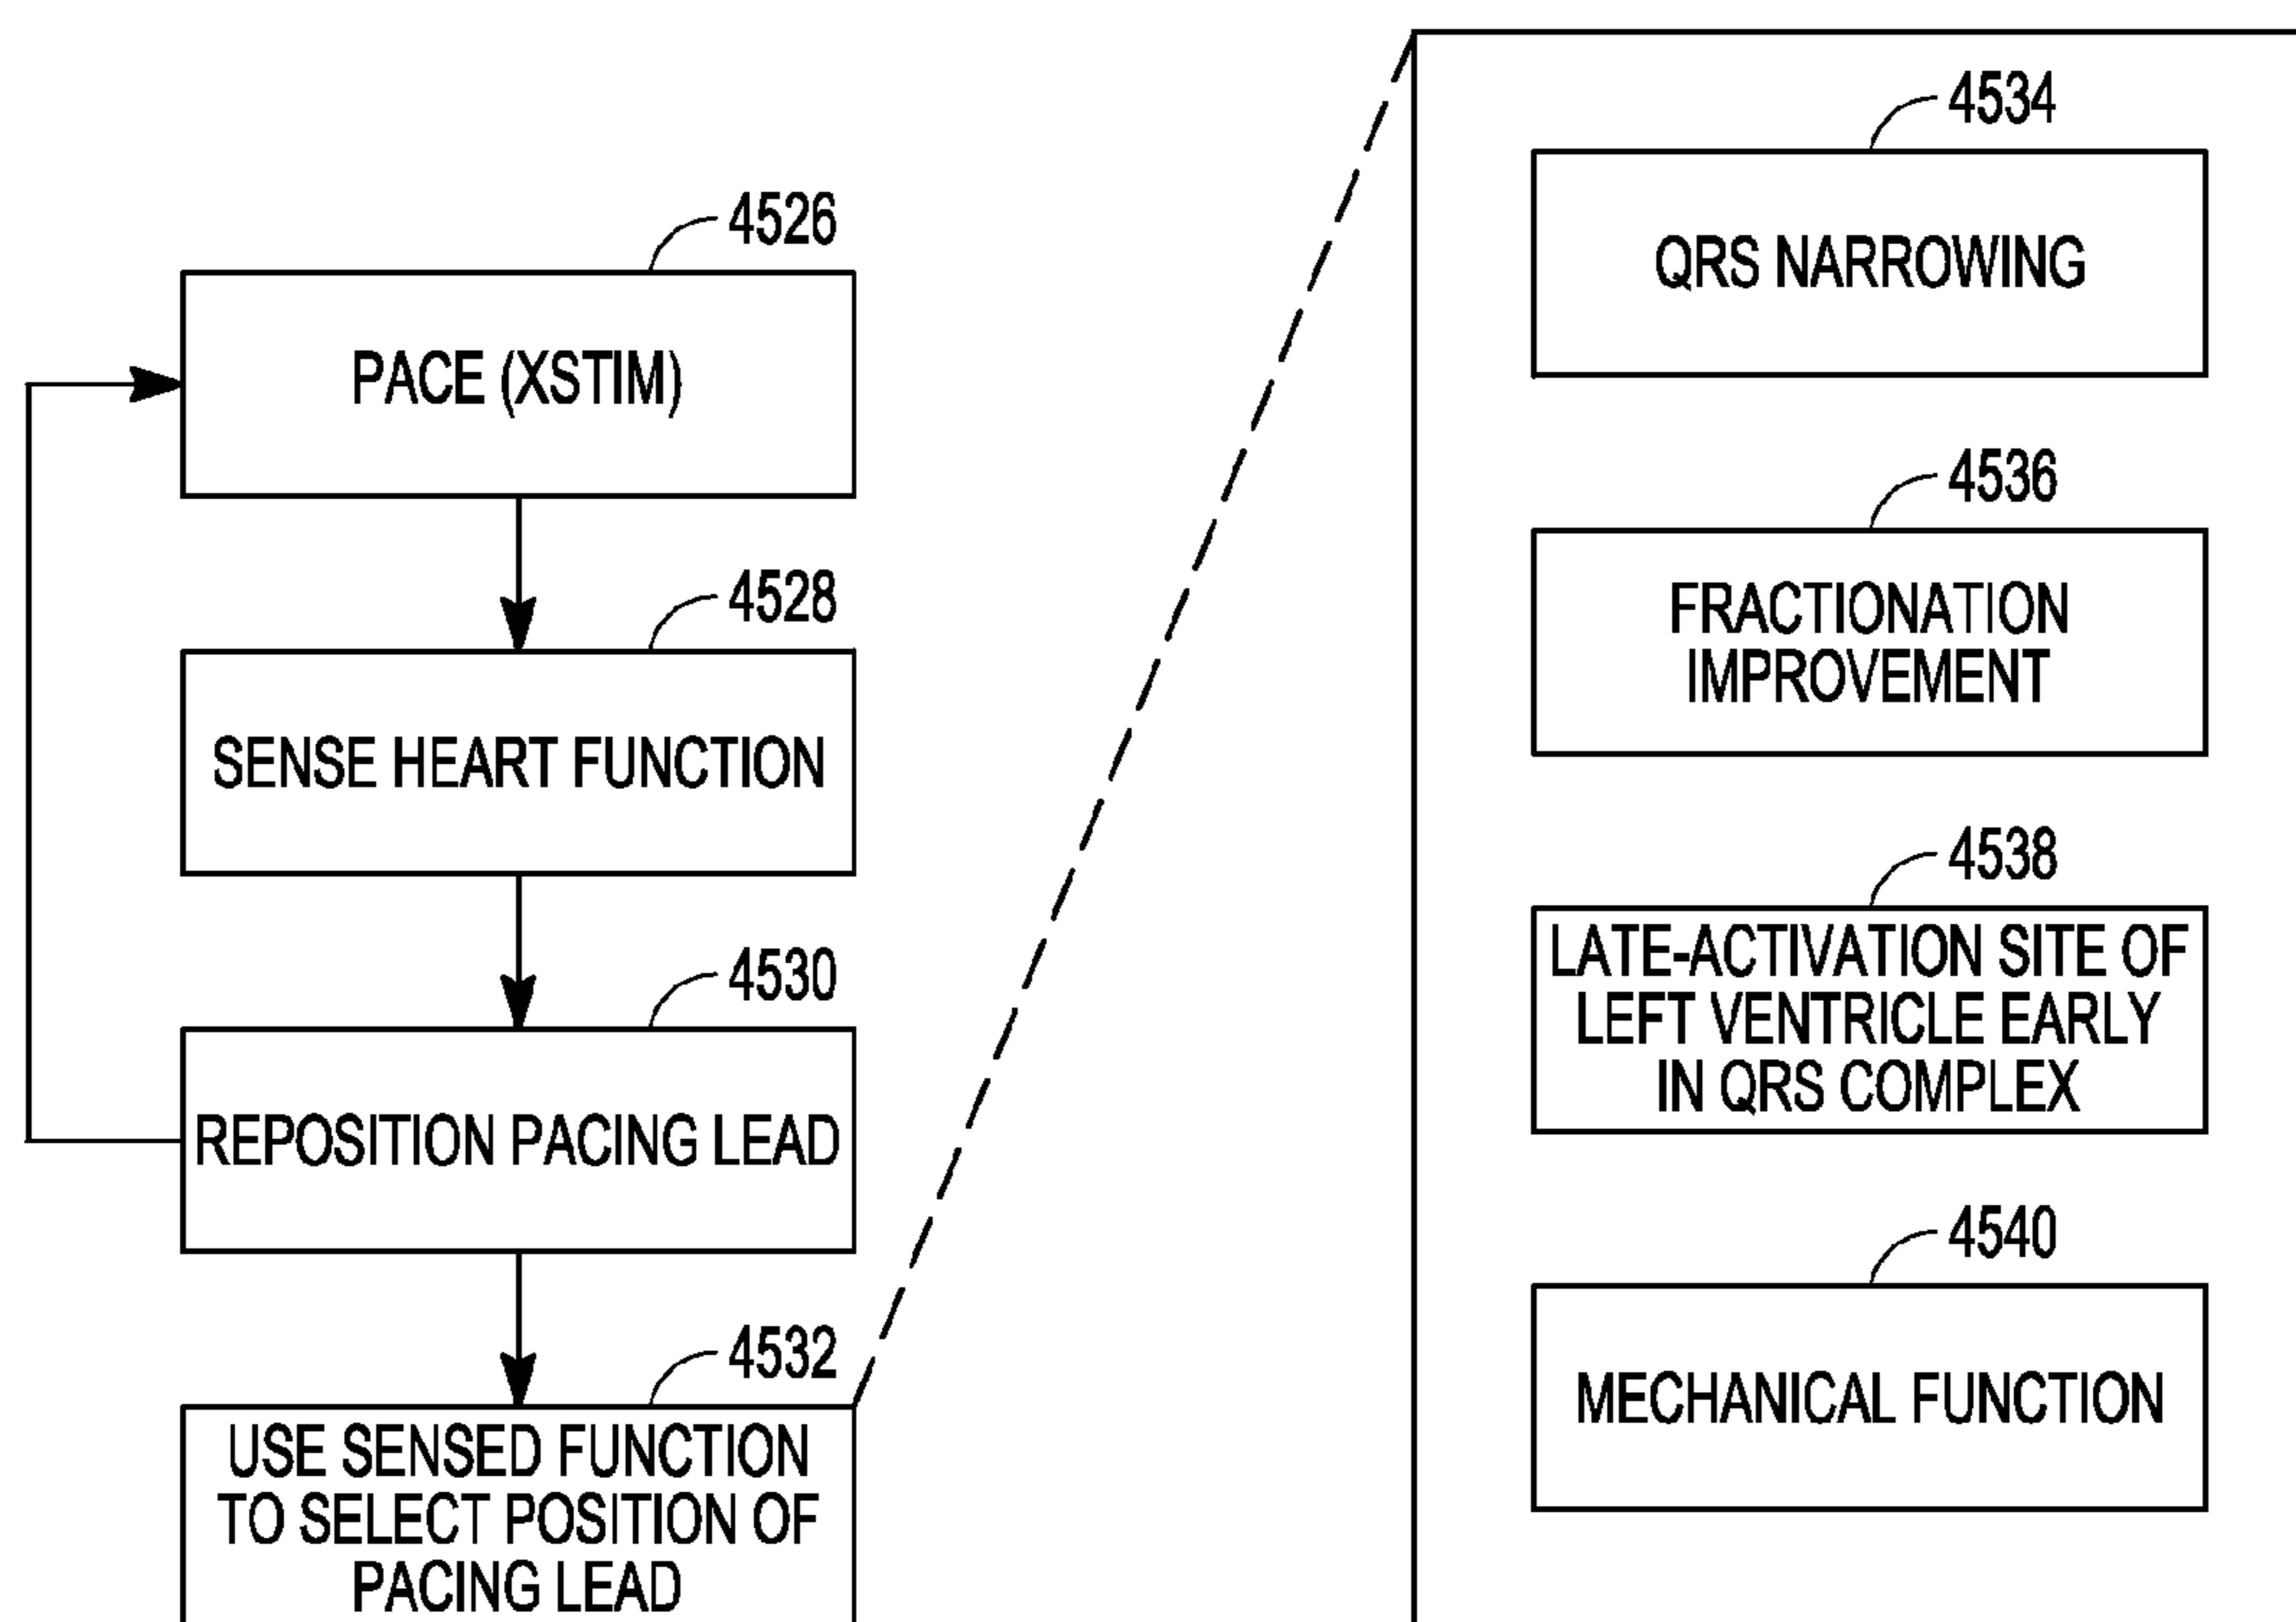 4526
PACE (XSTIM)
4528
SENSE HEART FUNCTION
4530
REPOSITION PACING LEAD
4532
USE SENSED FUNCTION
TO SELECT POSITION OF
PACING LEAD
4534
QRS NARROWING
4536
FRACTIONATION
IMPROVEMENT
4538
LATE-ACTIVATION SITE OF
LEFT VENTRICLE EARLY
IN QRS COMPLEX
4540
MECHANICAL FUNCTION